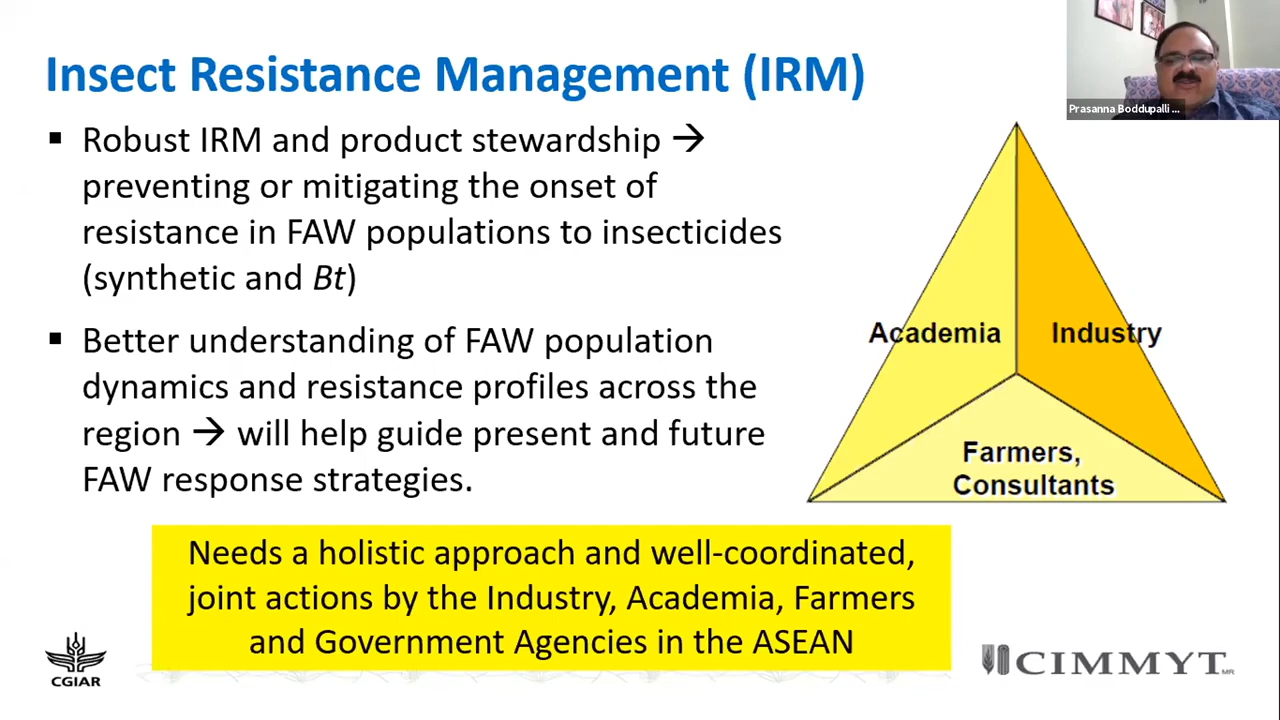 Insect Resistance Management (IRM)
Prasanna Boddupalli ...
▪ Robust IRM and product stewardship →
preventing or mitigating the onset of
resistance in FAW populations to insecticides
(synthetic and Bt)
▪ Better understanding of FAW population
dynamics and resistance profiles across the
region → will help guide present and future
FAW response strategies.
Academia
Industry
Farmers,
Consultants
Needs a holistic approach and well-coordinated,
joint actions by the Industry, Academia, Farmers
and Government Agencies in the ASEAN
CGIAR
CIMMYT